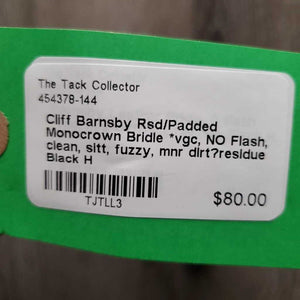 The Tack Collector
454378-144
Cliff Barnsby Rsd/Padded
Monocrown Bridle *vgc, NO Flash,
clean, sltt, fuzzy, mnr dirt?residue
Black H
$80.00
TJTLL3